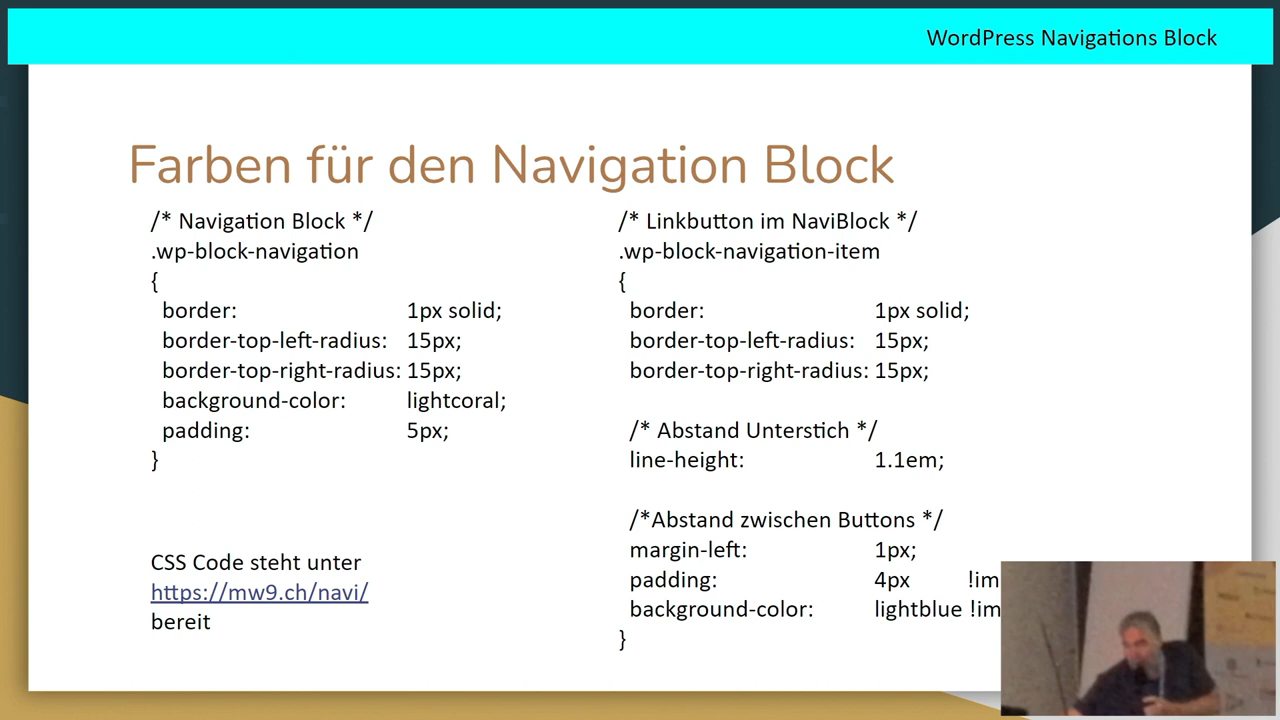 WordPress Navigations Block
Farben für den Navigation Block
/* Navigation Block */
.wp-block-navigation
{
border: 1px solid;
border-top-left-radius: 15px;
border-top-right-radius: 15px;
background-color: lightcoral;
padding: 5px;
}
CSS Code steht unter
https://mw9.ch/navi/
bereit
/* Linkbutton im NaviBlock */
.wp-block-navigation-item
{
border: 1px solid;
border-top-left-radius: 15px;
border-top-right-radius: 15px;
/* Abstand Unterstich */
line-height: 1.1em;
/*Abstand zwischen Buttons */
margin-left: 1px;
padding: 4px !im
background-color: lightblue !im
}